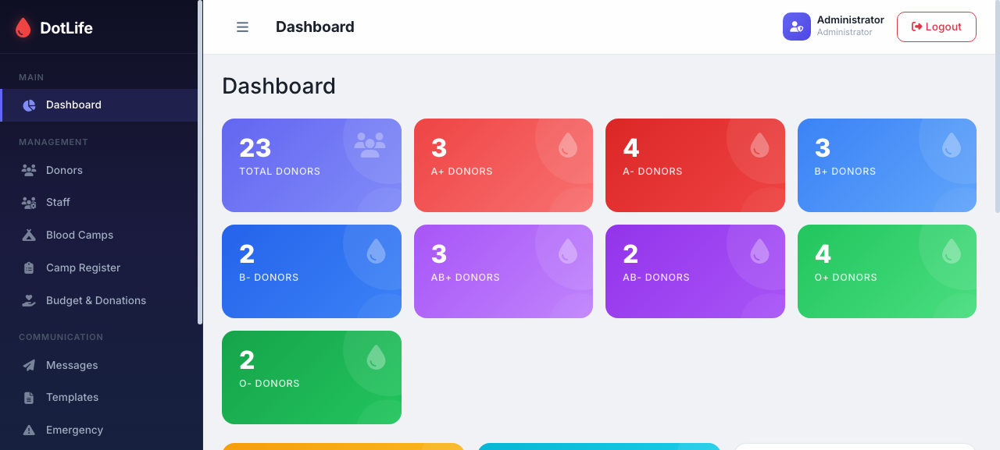 DotLife
MAIN
Dashboard
MANAGEMENT
Donors
Staff
Blood Camps
Camp Register
Budget & Donations
COMMUNICATION
Messages
Templates
Emergency
Dashboard
Administrator
Administrator
Logout
Dashboard
23
TOTAL DONORS
3
A+ DONORS
4
A- DONORS
3
B+ DONORS
2
B- DONORS
3
AB+ DONORS
2
AB- DONORS
4
O+ DONORS
2
O- DONORS